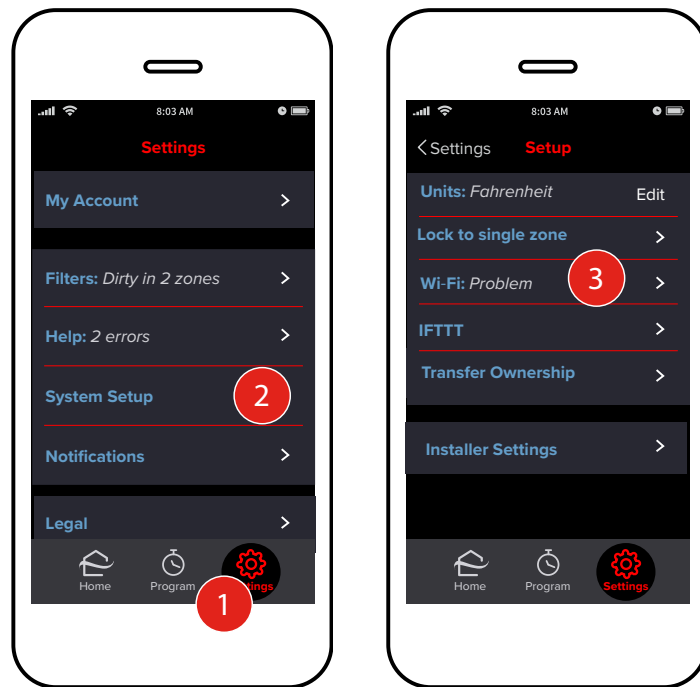 8:03 AM
Settings
My Account
Filters: Dirty in 2 zones
Help: 2 errors
System Setup
2
Notifications
Legal
Home
Program
1
8:03 AM
Settings
Setup
Units: Fahrenheit
Edit
Lock to single zone
Wi-Fi: Problem
3
IFTTT
Transfer Ownership
Installer Settings
Home
Program
Settings